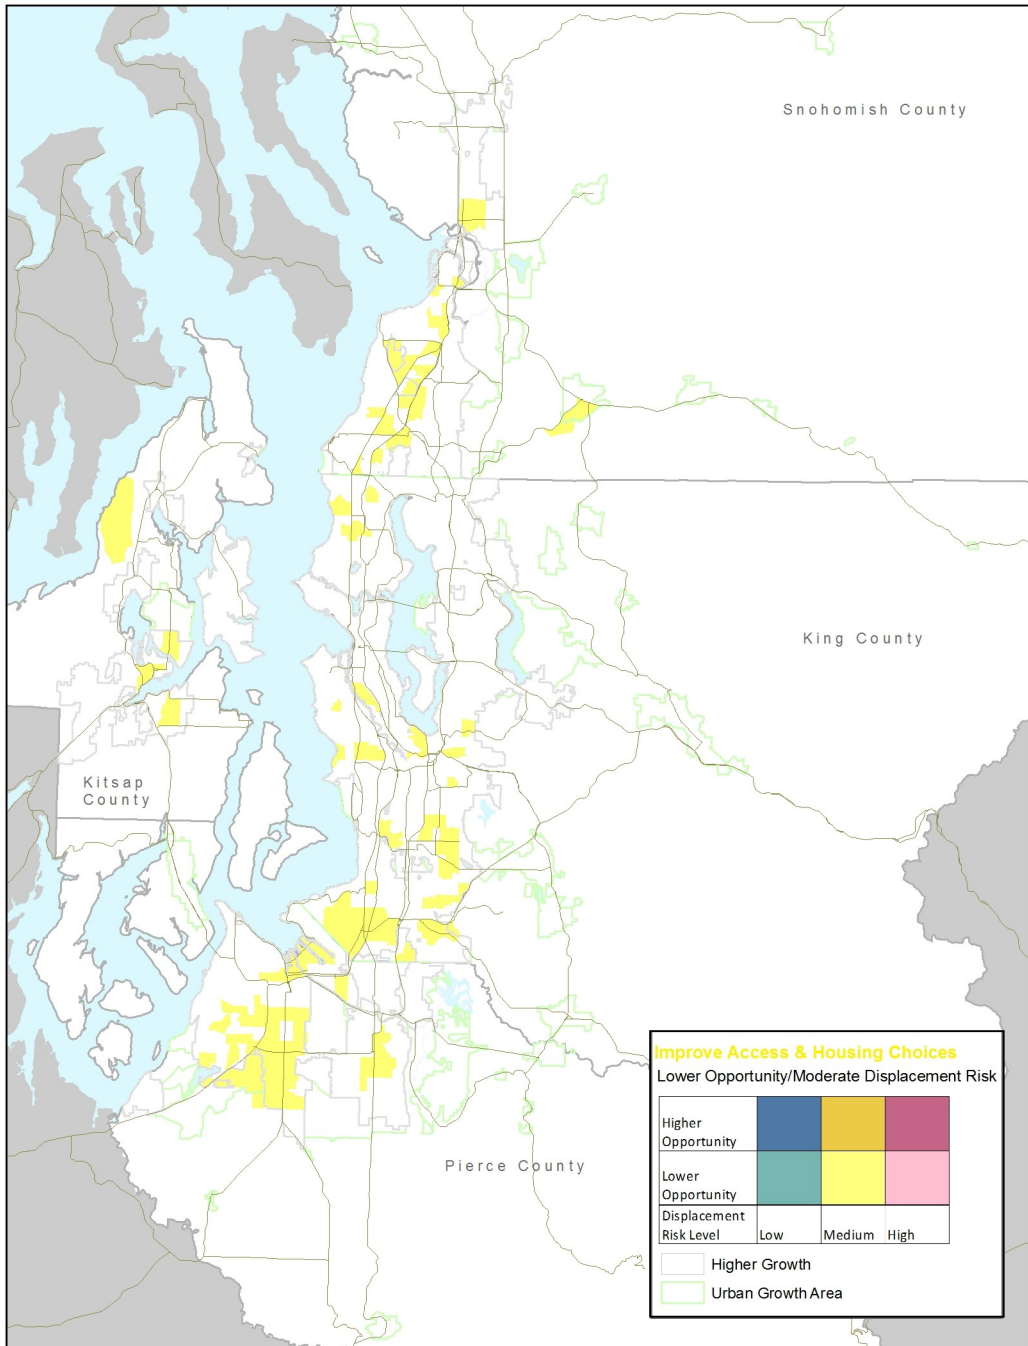 Snohomish County
King County
Kitsap
County
Pierce County
Improve Access & Housing Choices
Lower Opportunity/Moderate Displacement Risk
Higher
Opportunity
Lower
Opportunity
Displacement
Risk Level Low Medium High
Higher Growth
Urban Growth Area